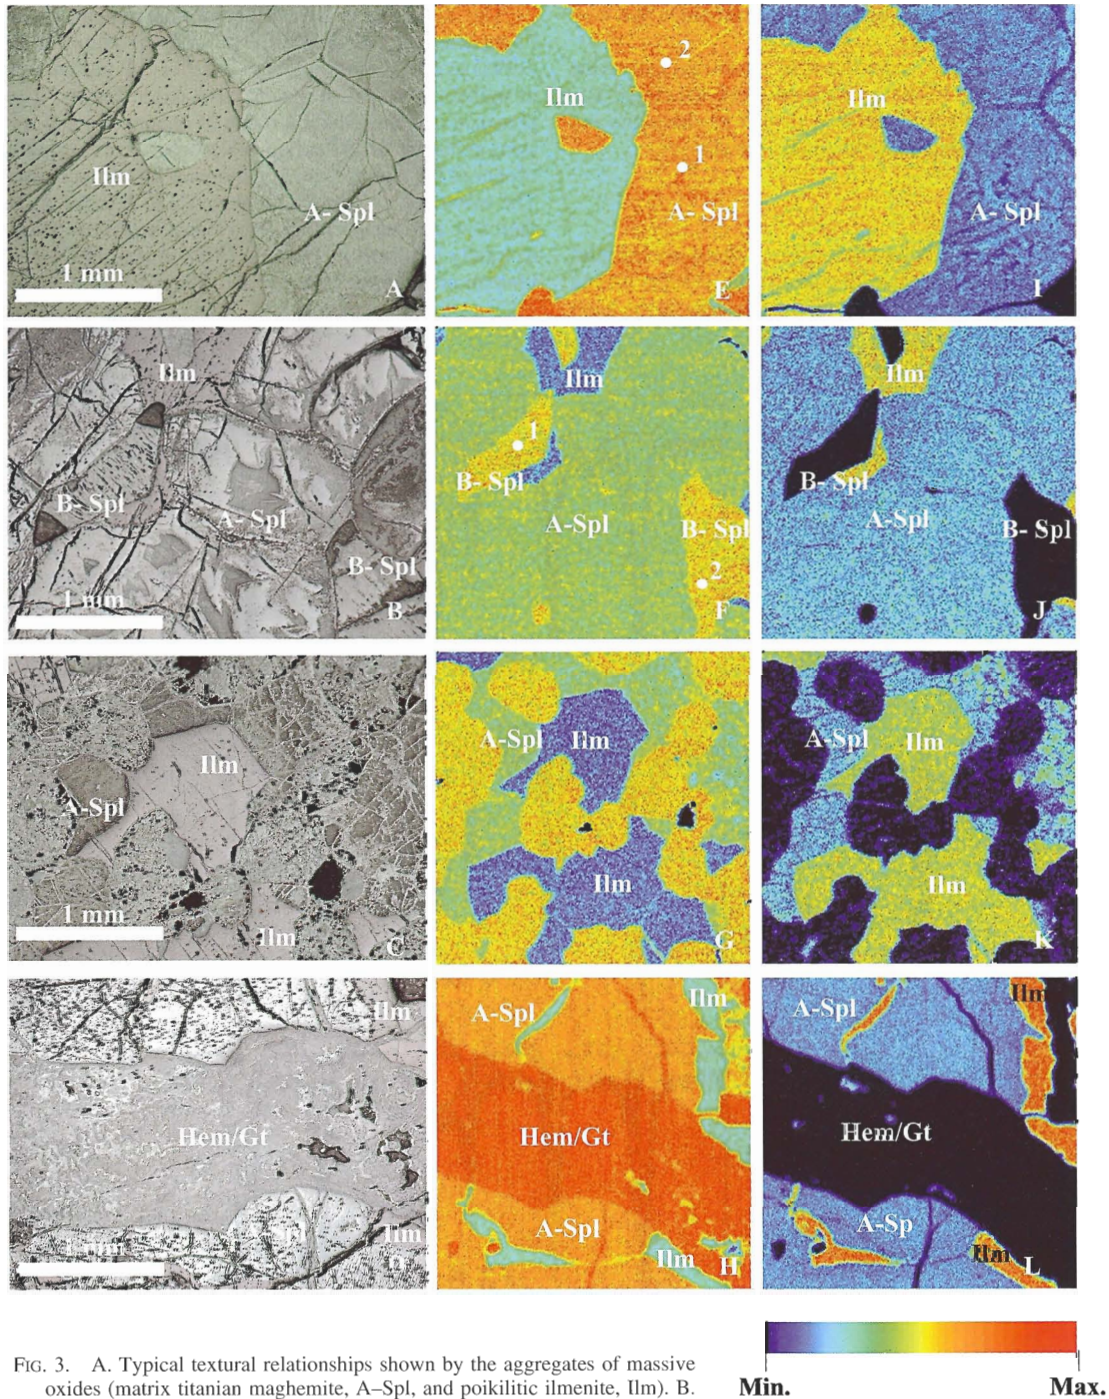 Ilm
A- Spl
1 mm
A
Ilm
2
1
A- Spl
E
Ilm
A- Spl
I
Ilm
B- Spl
A- Spl
B- Spl
1 mm
B
Ilm
1
B- Spl
A-Spl
B- Spl
2
F
Ilm
B- Spl
A-Spl
B- Spl
J
Ilm
A-Spl
1 mm
Ilm
C
A-Spl
Ilm
Ilm
G
A-Spl
Ilm
Ilm
K
Ilm
Hem/Gt
Spl
Ilm
1 mm
A-Spl
Ilm
Hem/Gt
A-Spl
Ilm
H
A-Spl
Ilm
Hem/Gt
A-Sp
Ilm
L
FIG. 3. A. Typical textural relationships shown by the aggregates of massive
oxides (matrix titanian maghemite, A–Spl, and poikilitic ilmenite, Ilm). B.
Min.
Max.